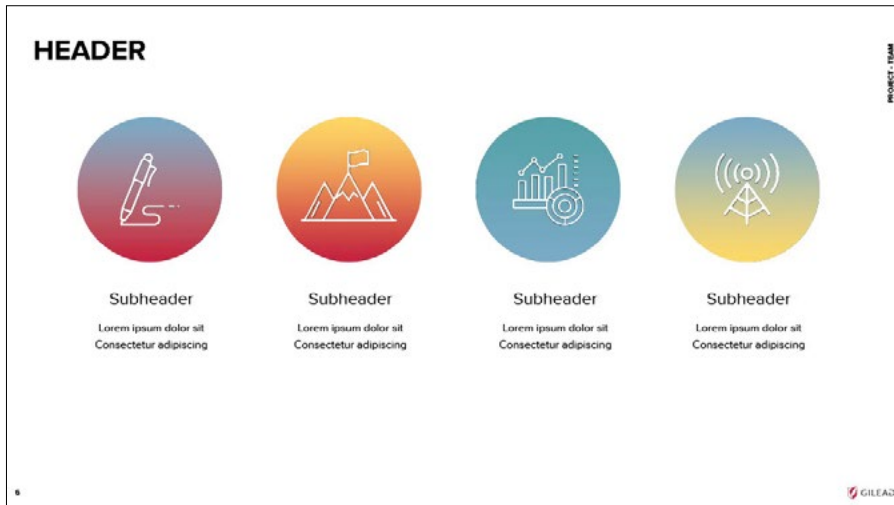 HEADER
PROJECT - TEAM
Subheader
Lorem ipsum dolor sit
Consectetur adipiscing
Subheader
Lorem ipsum dolor sit
Consectetur adipiscing
Subheader
Lorem ipsum dolor sit
Consectetur adipiscing
Subheader
Lorem ipsum dolor sit
Consectetur adipiscing
6
GILEAD